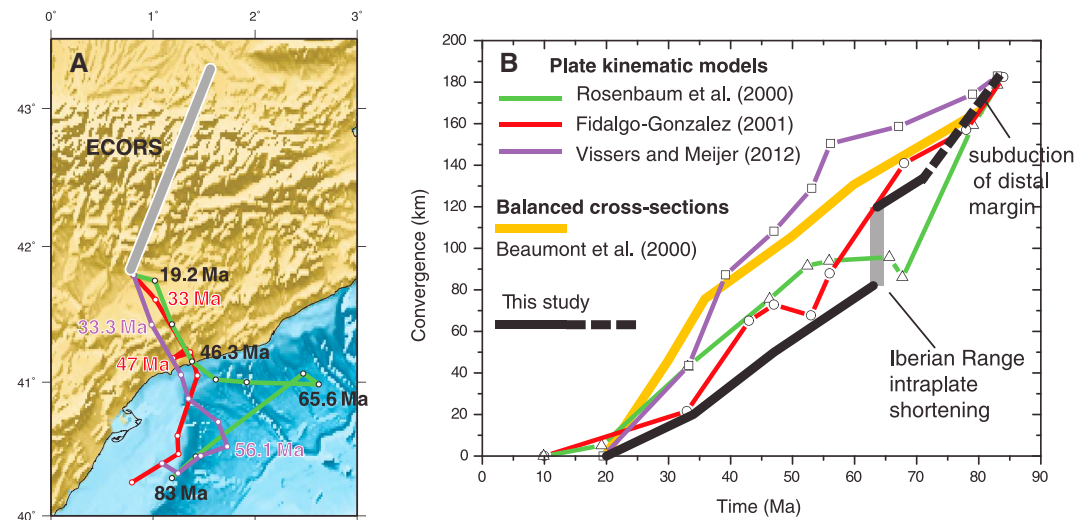 0° 1° 2° 3°
A
43°
ECORS
42°
19.2 Ma
33 Ma
33.3 Ma
47 Ma
46.3 Ma
41°
65.6 Ma
56.1 Ma
83 Ma
40°
0° 1° 2° 3°
B
Plate kinematic models
Rosenbaum et al. (2000)
Fidalgo-Gonzalez (2001)
Vissers and Meijer (2012)
Balanced cross-sections
Beaumont et al. (2000)
This study
subduction
of distal
margin
Iberian Range
intraplate
shortening
Convergence (km)
200
180
160
140
120
100
80
60
40
20
0
0 10 20 30 40 50 60 70 80 90
Time (Ma)